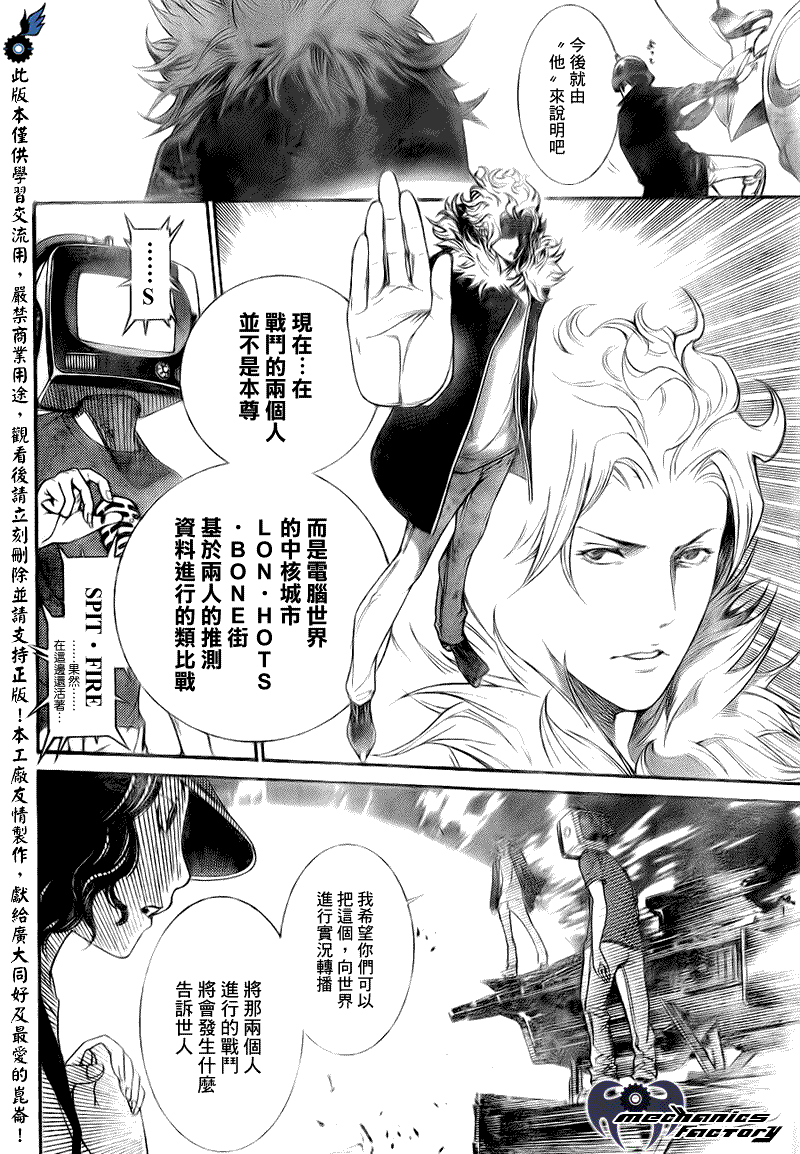 今後就由
〝他〞來說明吧
よっ
現在…在
戰鬥的兩個人
並不是本尊
而是電腦世界
的中核城市
LON・HOTS
・BONE街
基於兩人的推測
資料進行的類比戰
……S
SPIT・FIRE
……果然……
在這邊還活著…
我希望你們可以
把這個，向世界
進行實況轉播
將那兩個人
進行的戰鬥
將會發生什麼
告訴世人
此版本僅供學習交流用，嚴禁商業用途，觀看後請立刻刪除並請支持正版！本工廠友情製作，獻給廣大同好及最愛的崑崙！
mechanics
factory